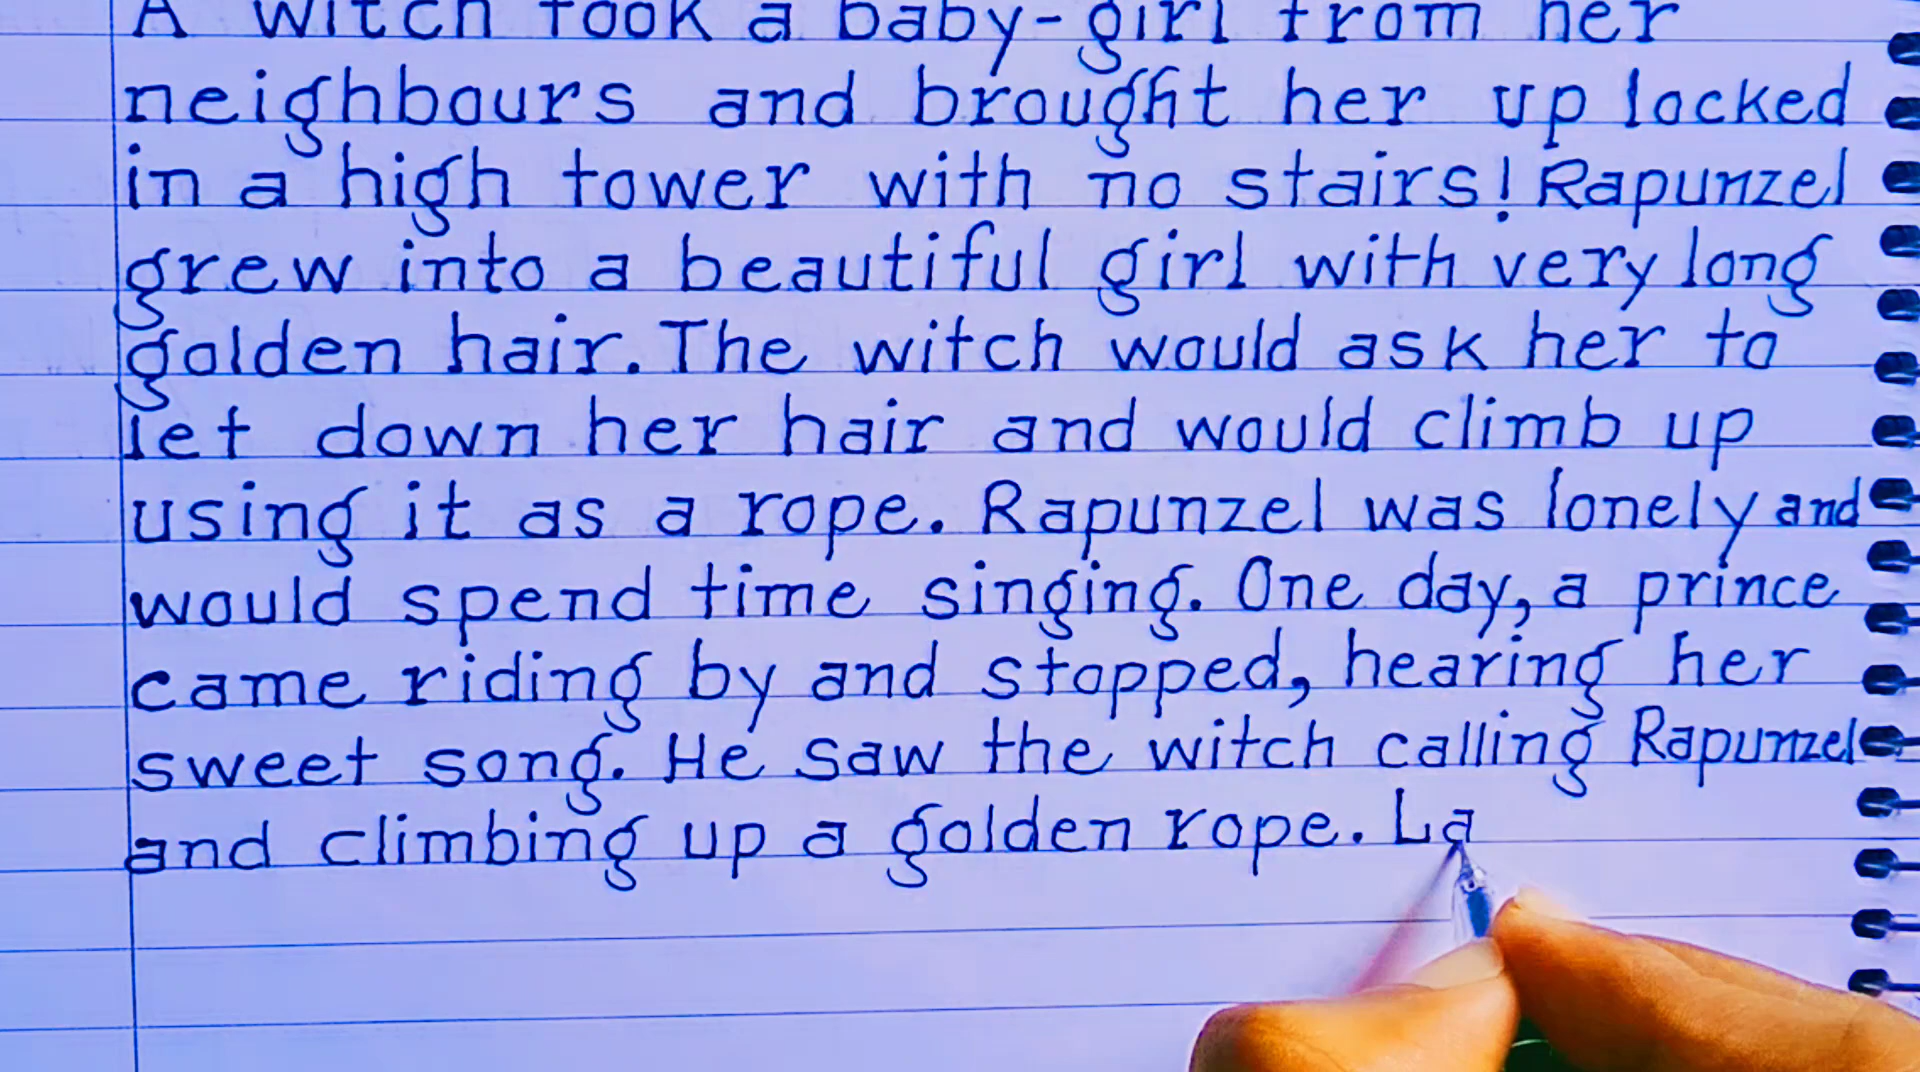 A witch took a baby-girl from her
neighbours and brought her up locked
in a high tower with no stairs! Rapunzel
grew into a beautiful girl with very long
golden hair. The witch would ask her to
let down her hair and would climb up
using it as a rope. Rapunzel was lonely and
would spend time singing. One day, a prince
came riding by and stopped, hearing her
sweet song. He saw the witch calling Rapunzel
and climbing up a golden rope. La